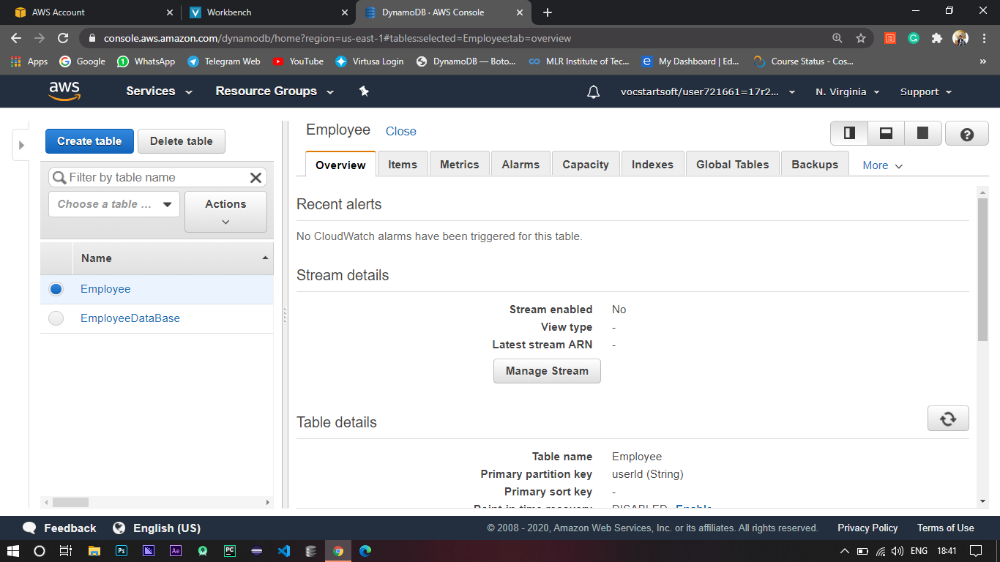 AWS Account
Workbench
DynamoDB · AWS Console
console.aws.amazon.com/dynamodb/home?region=us-east-1#tables:selected=Employee;tab=overview
Apps Google WhatsApp Telegram Web YouTube Virtusa Login DynamoDB — Boto... MLR Institute of Tec... My Dashboard | Ed... Course Status - Cos... »
aws Services Resource Groups vocstartsoft/user721661=17r2... N. Virginia Support
Create table Delete table
Filter by table name
Choose a table ... Actions
Name
Employee
EmployeeDataBase
Employee Close
Overview Items Metrics Alarms Capacity Indexes Global Tables Backups More
Recent alerts
No CloudWatch alarms have been triggered for this table.
Stream details
Stream enabled No
View type -
Latest stream ARN -
Manage Stream
Table details
Table name Employee
Primary partition key userId (String)
Primary sort key -
Point-in-time recovery DISABLED Enable
Feedback English (US) © 2008 - 2020, Amazon Web Services, Inc. or its affiliates. All rights reserved. Privacy Policy Terms of Use
Ps Ae PC ENG 18:41